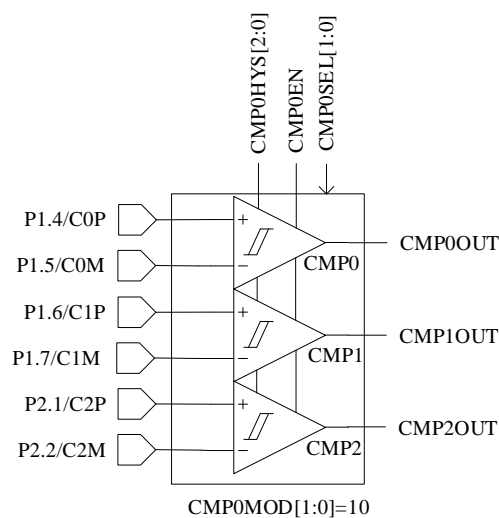 CMP0HYS[2:0]
CMP0EN
CMP0SEL[1:0]
P1.4/C0P
+
CMP0OUT
P1.5/C0M
−
CMP0
P1.6/C1P
+
CMP1OUT
P1.7/C1M
−
CMP1
P2.1/C2P
+
CMP2OUT
P2.2/C2M
−
CMP2
CMP0MOD[1:0]=10